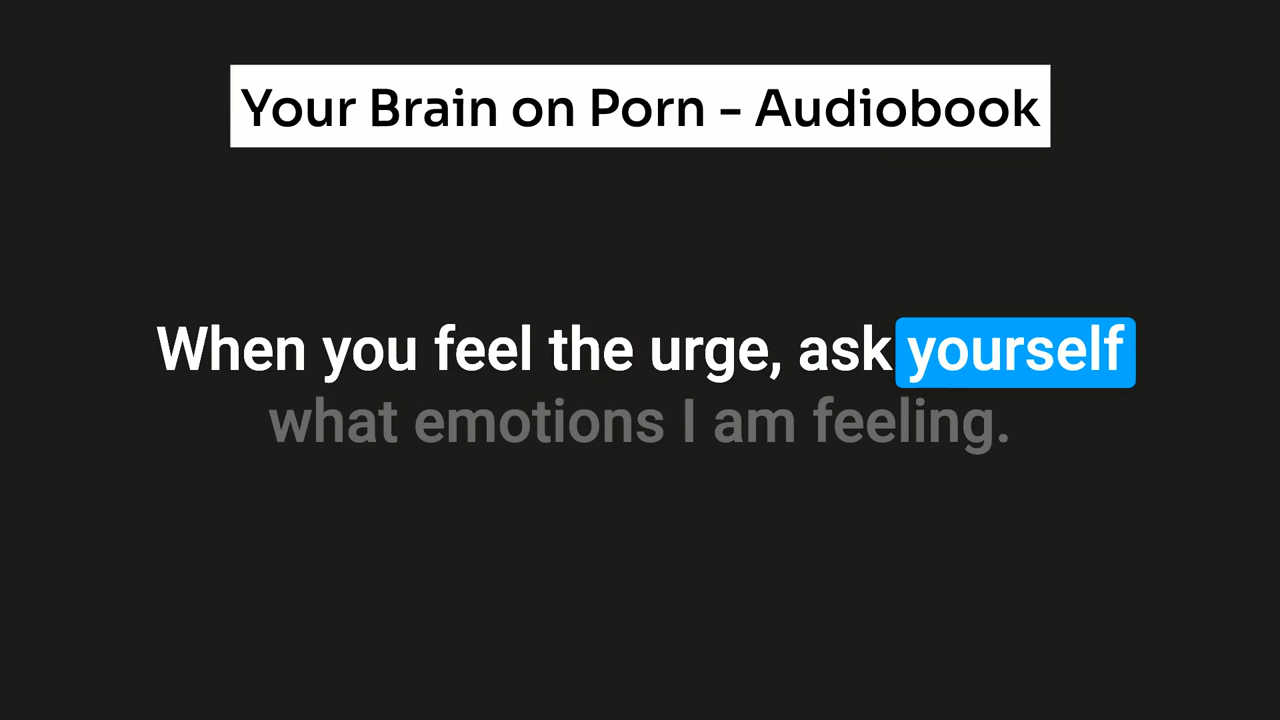 Your Brain on Porn - Audiobook
When you feel the urge, ask yourself
what emotions I am feeling.